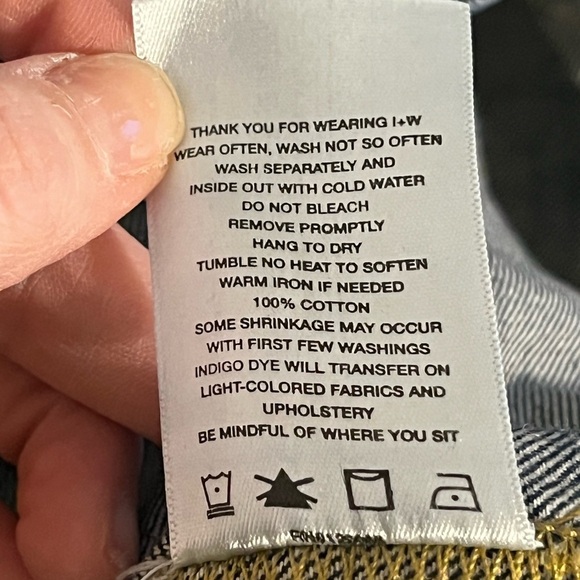 THANK YOU FOR WEARING I+W
WEAR OFTEN, WASH NOT SO OFTEN
WASH SEPARATELY AND
INSIDE OUT WITH COLD WATER
DO NOT BLEACH
REMOVE PROMPTLY
HANG TO DRY
TUMBLE NO HEAT TO SOFTEN
WARM IRON IF NEEDED
100% COTTON
SOME SHRINKAGE MAY OCCUR
WITH FIRST FEW WASHINGS
INDIGO DYE WILL TRANSFER ON
LIGHT-COLORED FABRICS AND
UPHOLSTERY
BE MINDFUL OF WHERE YOU SIT